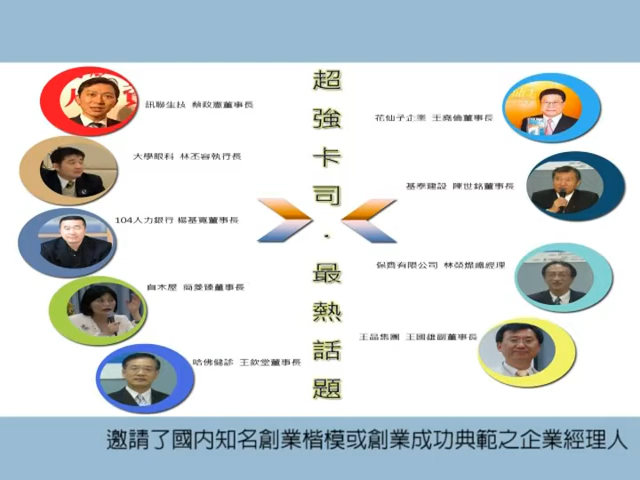 超強卡司‧最熱話題
訊聯生技 蔡政憲董事長
大學眼科 林丕容執行長
104人力銀行 楊基寬董事長
白木屋 簡菱臻董事長
哈佛健診 王欽堂董事長
花仙子企業 王堯倫董事長
基泰建設 陳世銘董事長
保貴有限公司 林榮燦總經理
王品集團 王國雄副董事長
邀請了國內知名創業楷模或創業成功典範之企業經理人